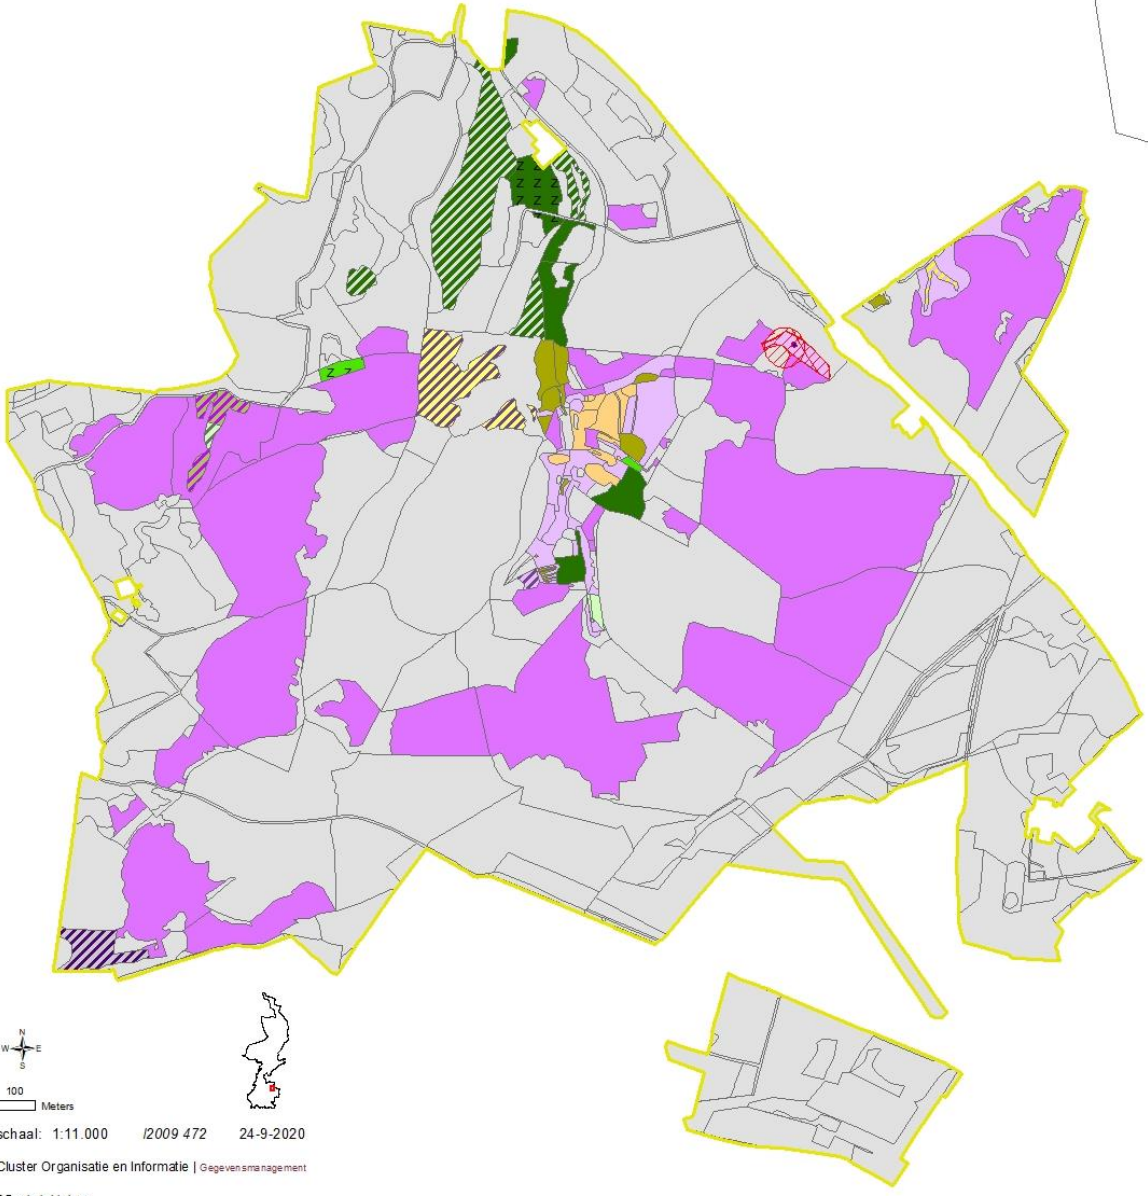 Z Z
Z Z Z
Z Z
Z
Z Z
N
W E
S
100
Meters
schaal: 1:11.000 I2009 472 24-9-2020
Cluster Organisatie en Informatie | Gegevensmanagement